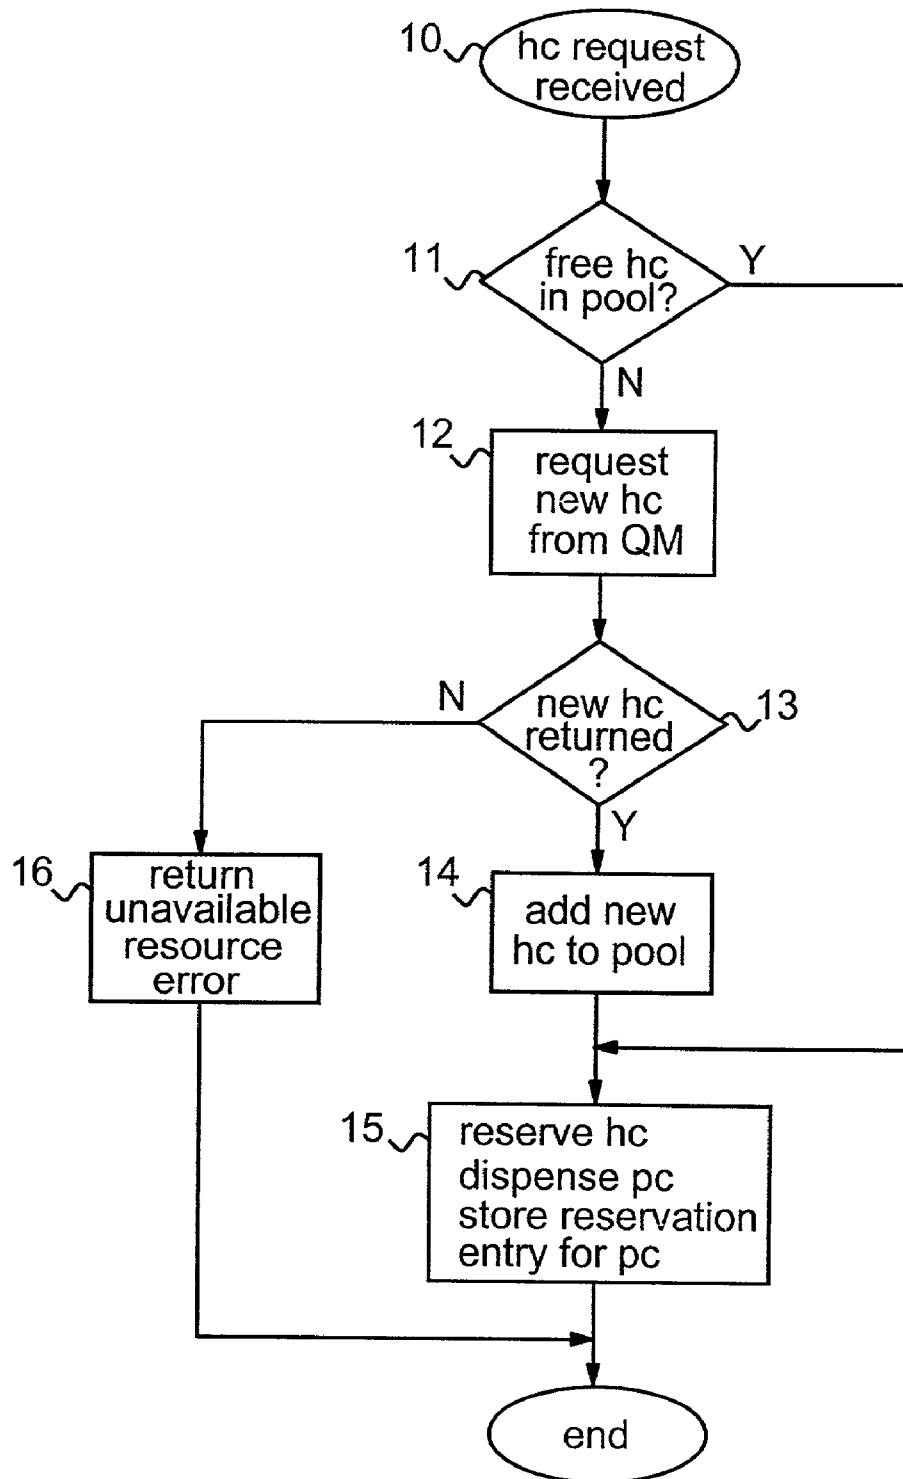 10
hc request
received
11
free hc
in pool?
Y
N
12
request
new hc
from QM
N
new hc
returned
?
13
Y
16
return
unavailable
resource
error
14
add new
hc to pool
15
reserve hc
dispense pc
store reservation
entry for pc
end